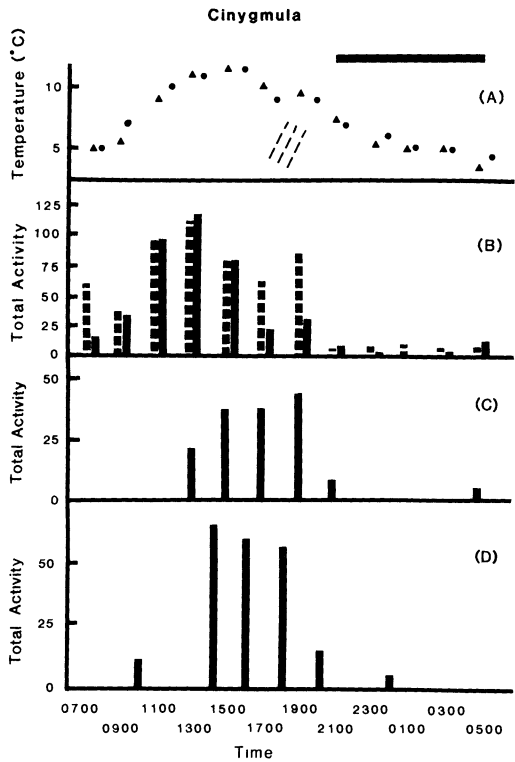 Cinygmula
Temperature (°C)
10
5
(A)
Total Activity
125
100
75
50
25
0
(B)
Total Activity
50
25
0
(C)
Total Activity
50
25
0
(D)
0700 1100 1500 1900 2300 0300
0900 1300 1700 2100 0100 0500
Time